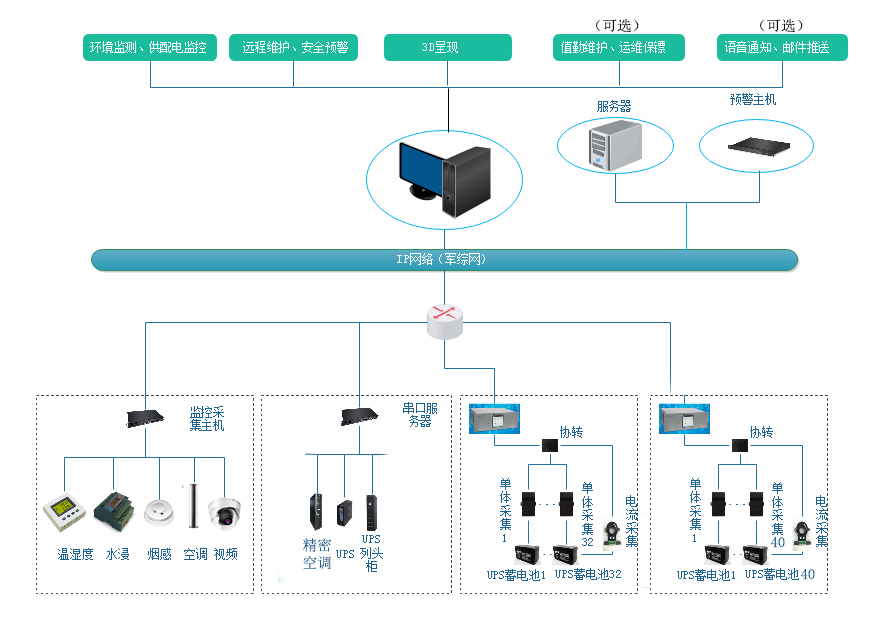 （可选）
（可选）
环境监测、供配电监控
远程维护、安全预警
3D呈现
值勤维护、运维保镖
语音通知、邮件推送
服务器
预警主机
IP网络（军综网）
监控采
集主机
串口服
务器
协转
协转
单体采集1
单体采集32
电流采集
单体采集1
单体采集40
电流采集
温湿度
水浸
烟感
空调
视频
精密
空调
UPS
UPS
列头
柜
UPS蓄电池1
UPS蓄电池32
UPS蓄电池1
UPS蓄电池40